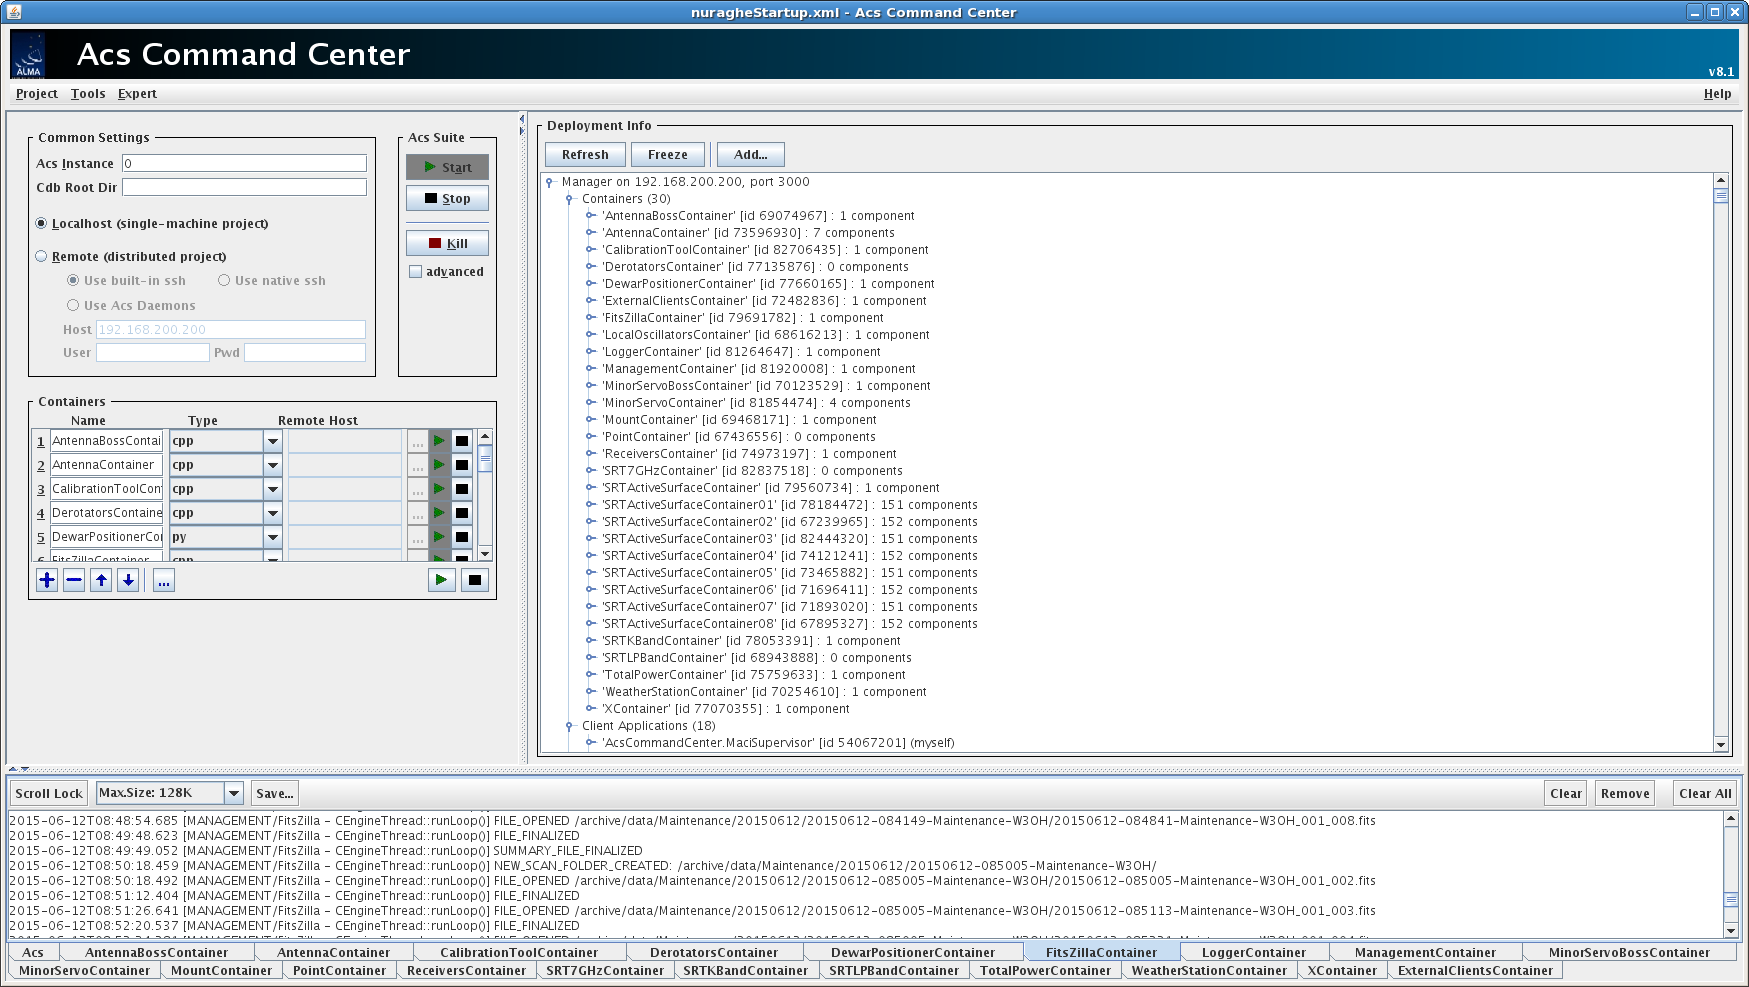 nuragheStartup.xml - Acs Command Center
ALMA
Acs Command Center
v8.1
Project Tools Expert Help
Common Settings
Acs Instance 0
Cdb Root Dir
Localhost (single-machine project)
Remote (distributed project)
Use built-in ssh Use native ssh
Use Acs Daemons
Host 192.168.200.200
User Pwd
Acs Suite
Start
Stop
Kill
advanced
Containers
Name Type Remote Host
1 AntennaBossContai cpp ...
2 AntennaContainer cpp ...
3 CalibrationToolCon cpp ...
4 DerotatorsContaine cpp ...
5 DewarPositionerCo py ...
6 FitsZillaContainer cpp
...
Deployment Info
Refresh Freeze Add...
Manager on 192.168.200.200, port 3000
Containers (30)
'AntennaBossContainer' [id 69074967] : 1 component
'AntennaContainer' [id 73596930] : 7 components
'CalibrationToolContainer' [id 82706435] : 1 component
'DerotatorsContainer' [id 77135876] : 0 components
'DewarPositionerContainer' [id 77660165] : 1 component
'ExternalClientsContainer' [id 72482836] : 1 component
'FitsZillaContainer' [id 79691782] : 1 component
'LocalOscillatorsContainer' [id 68616213] : 1 component
'LoggerContainer' [id 81264647] : 1 component
'ManagementContainer' [id 81920008] : 1 component
'MinorServoBossContainer' [id 70123529] : 1 component
'MinorServoContainer' [id 81854474] : 4 components
'MountContainer' [id 69468171] : 1 component
'PointContainer' [id 67436556] : 0 components
'ReceiversContainer' [id 74973197] : 1 component
'SRT7GHzContainer' [id 82837518] : 0 components
'SRTActiveSurfaceContainer' [id 79560734] : 1 component
'SRTActiveSurfaceContainer01' [id 78184472] : 151 components
'SRTActiveSurfaceContainer02' [id 67239965] : 152 components
'SRTActiveSurfaceContainer03' [id 82444320] : 151 components
'SRTActiveSurfaceContainer04' [id 74121241] : 152 components
'SRTActiveSurfaceContainer05' [id 73465882] : 151 components
'SRTActiveSurfaceContainer06' [id 71696411] : 152 components
'SRTActiveSurfaceContainer07' [id 71893020] : 151 components
'SRTActiveSurfaceContainer08' [id 67895327] : 152 components
'SRTKBandContainer' [id 78053391] : 1 component
'SRTLPBandContainer' [id 68943888] : 0 components
'TotalPowerContainer' [id 75759633] : 1 component
'WeatherStationContainer' [id 70254610] : 1 component
'XContainer' [id 77070355] : 1 component
Client Applications (18)
'AcsCommandCenter.MaciSupervisor' [id 54067201] (myself)
Scroll Lock Max.Size: 128K Save... Clear Remove Clear All
2015-06-12T08:48:54.685 [MANAGEMENT/FitsZilla - CEngineThread::runLoop()] FILE_OPENED /archive/data/Maintenance/20150612/20150612-084149-Maintenance-W3OH/20150612-084841-Maintenance-W3OH_001_008.fits
2015-06-12T08:49:48.623 [MANAGEMENT/FitsZilla - CEngineThread::runLoop()] FILE_FINALIZED
2015-06-12T08:49:49.052 [MANAGEMENT/FitsZilla - CEngineThread::runLoop()] SUMMARY_FILE_FINALIZED
2015-06-12T08:50:18.459 [MANAGEMENT/FitsZilla - CEngineThread::runLoop()] NEW_SCAN_FOLDER_CREATED: /archive/data/Maintenance/20150612/20150612-085005-Maintenance-W3OH/
2015-06-12T08:50:18.492 [MANAGEMENT/FitsZilla - CEngineThread::runLoop()] FILE_OPENED /archive/data/Maintenance/20150612/20150612-085005-Maintenance-W3OH/20150612-085005-Maintenance-W3OH_001_002.fits
2015-06-12T08:51:12.404 [MANAGEMENT/FitsZilla - CEngineThread::runLoop()] FILE_FINALIZED
2015-06-12T08:51:26.641 [MANAGEMENT/FitsZilla - CEngineThread::runLoop()] FILE_OPENED /archive/data/Maintenance/20150612/20150612-085005-Maintenance-W3OH/20150612-085113-Maintenance-W3OH_001_003.fits
2015-06-12T08:52:20.537 [MANAGEMENT/FitsZilla - CEngineThread::runLoop()] FILE_FINALIZED
Acs AntennaBossContainer AntennaContainer CalibrationToolContainer DerotatorsContainer DewarPositionerContainer FitsZillaContainer LoggerContainer ManagementContainer MinorServoBossContainer
MinorServoContainer MountContainer PointContainer ReceiversContainer SRT7GHzContainer SRTKBandContainer SRTLPBandContainer TotalPowerContainer WeatherStationContainer XContainer ExternalClientsContainer